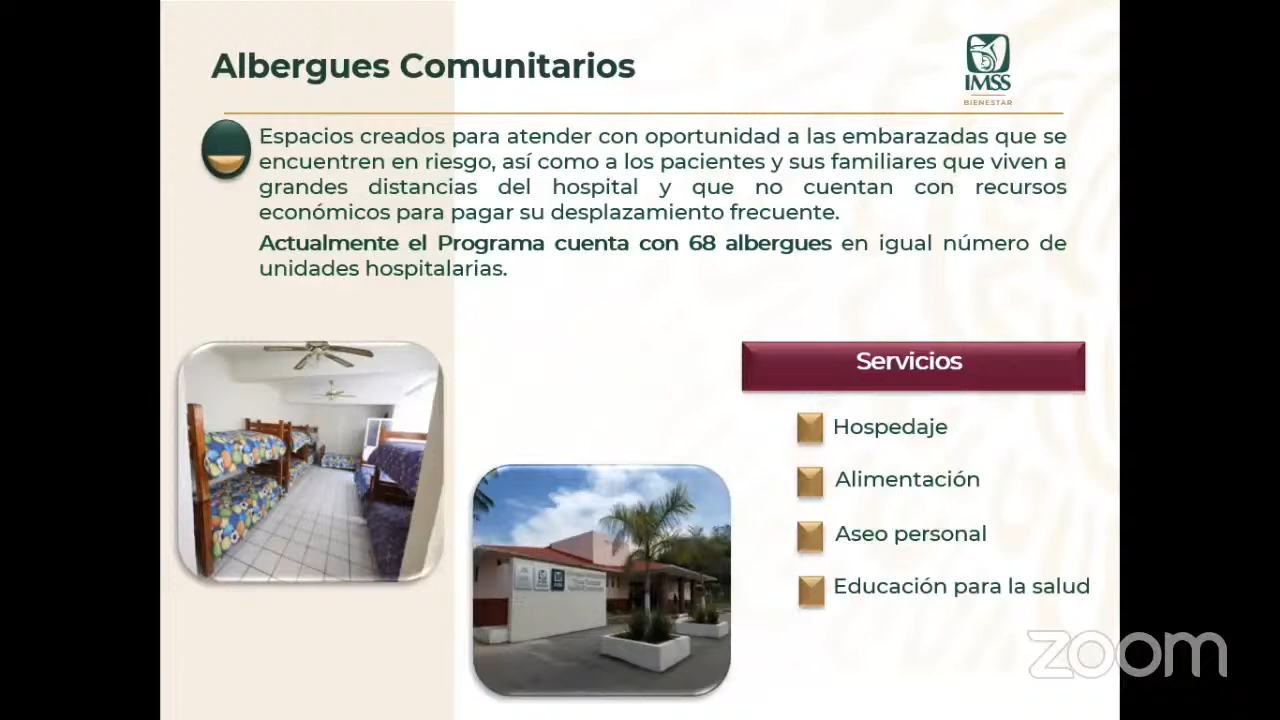 Albergues Comunitarios
IMSS
BIENESTAR
Espacios creados para atender con oportunidad a las embarazadas que se
encuentren en riesgo, así como a los pacientes y sus familiares que viven a
grandes distancias del hospital y que no cuentan con recursos
económicos para pagar su desplazamiento frecuente.
Actualmente el Programa cuenta con 68 albergues en igual número de
unidades hospitalarias.
Servicios
Hospedaje
Alimentación
Aseo personal
Educación para la salud
zoom